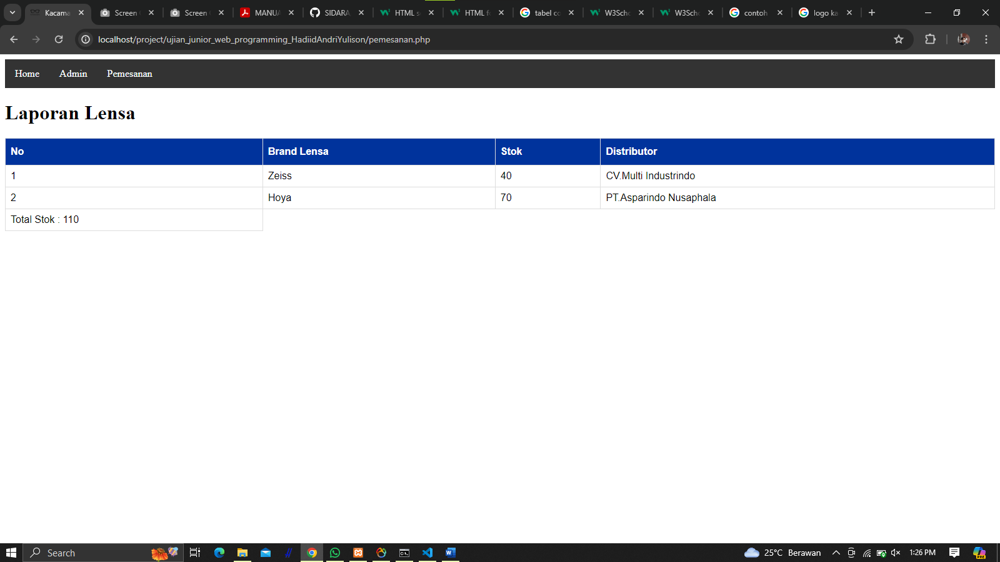 Kacama
Screen
Screen
MANUA
SIDARA
HTML s
HTML fo
tabel co
W3Scho
W3Scho
contoh
logo ka
localhost/project/ujian_junior_web_programming_HadiidAndriYulison/pemesanan.php
Home Admin Pemesanan
Laporan Lensa
No Brand Lensa Stok Distributor
1 Zeiss 40 CV.Multi Industrindo
2 Hoya 70 PT.Asparindo Nusaphala
Total Stok : 110
Search
25°C Berawan
1:26 PM